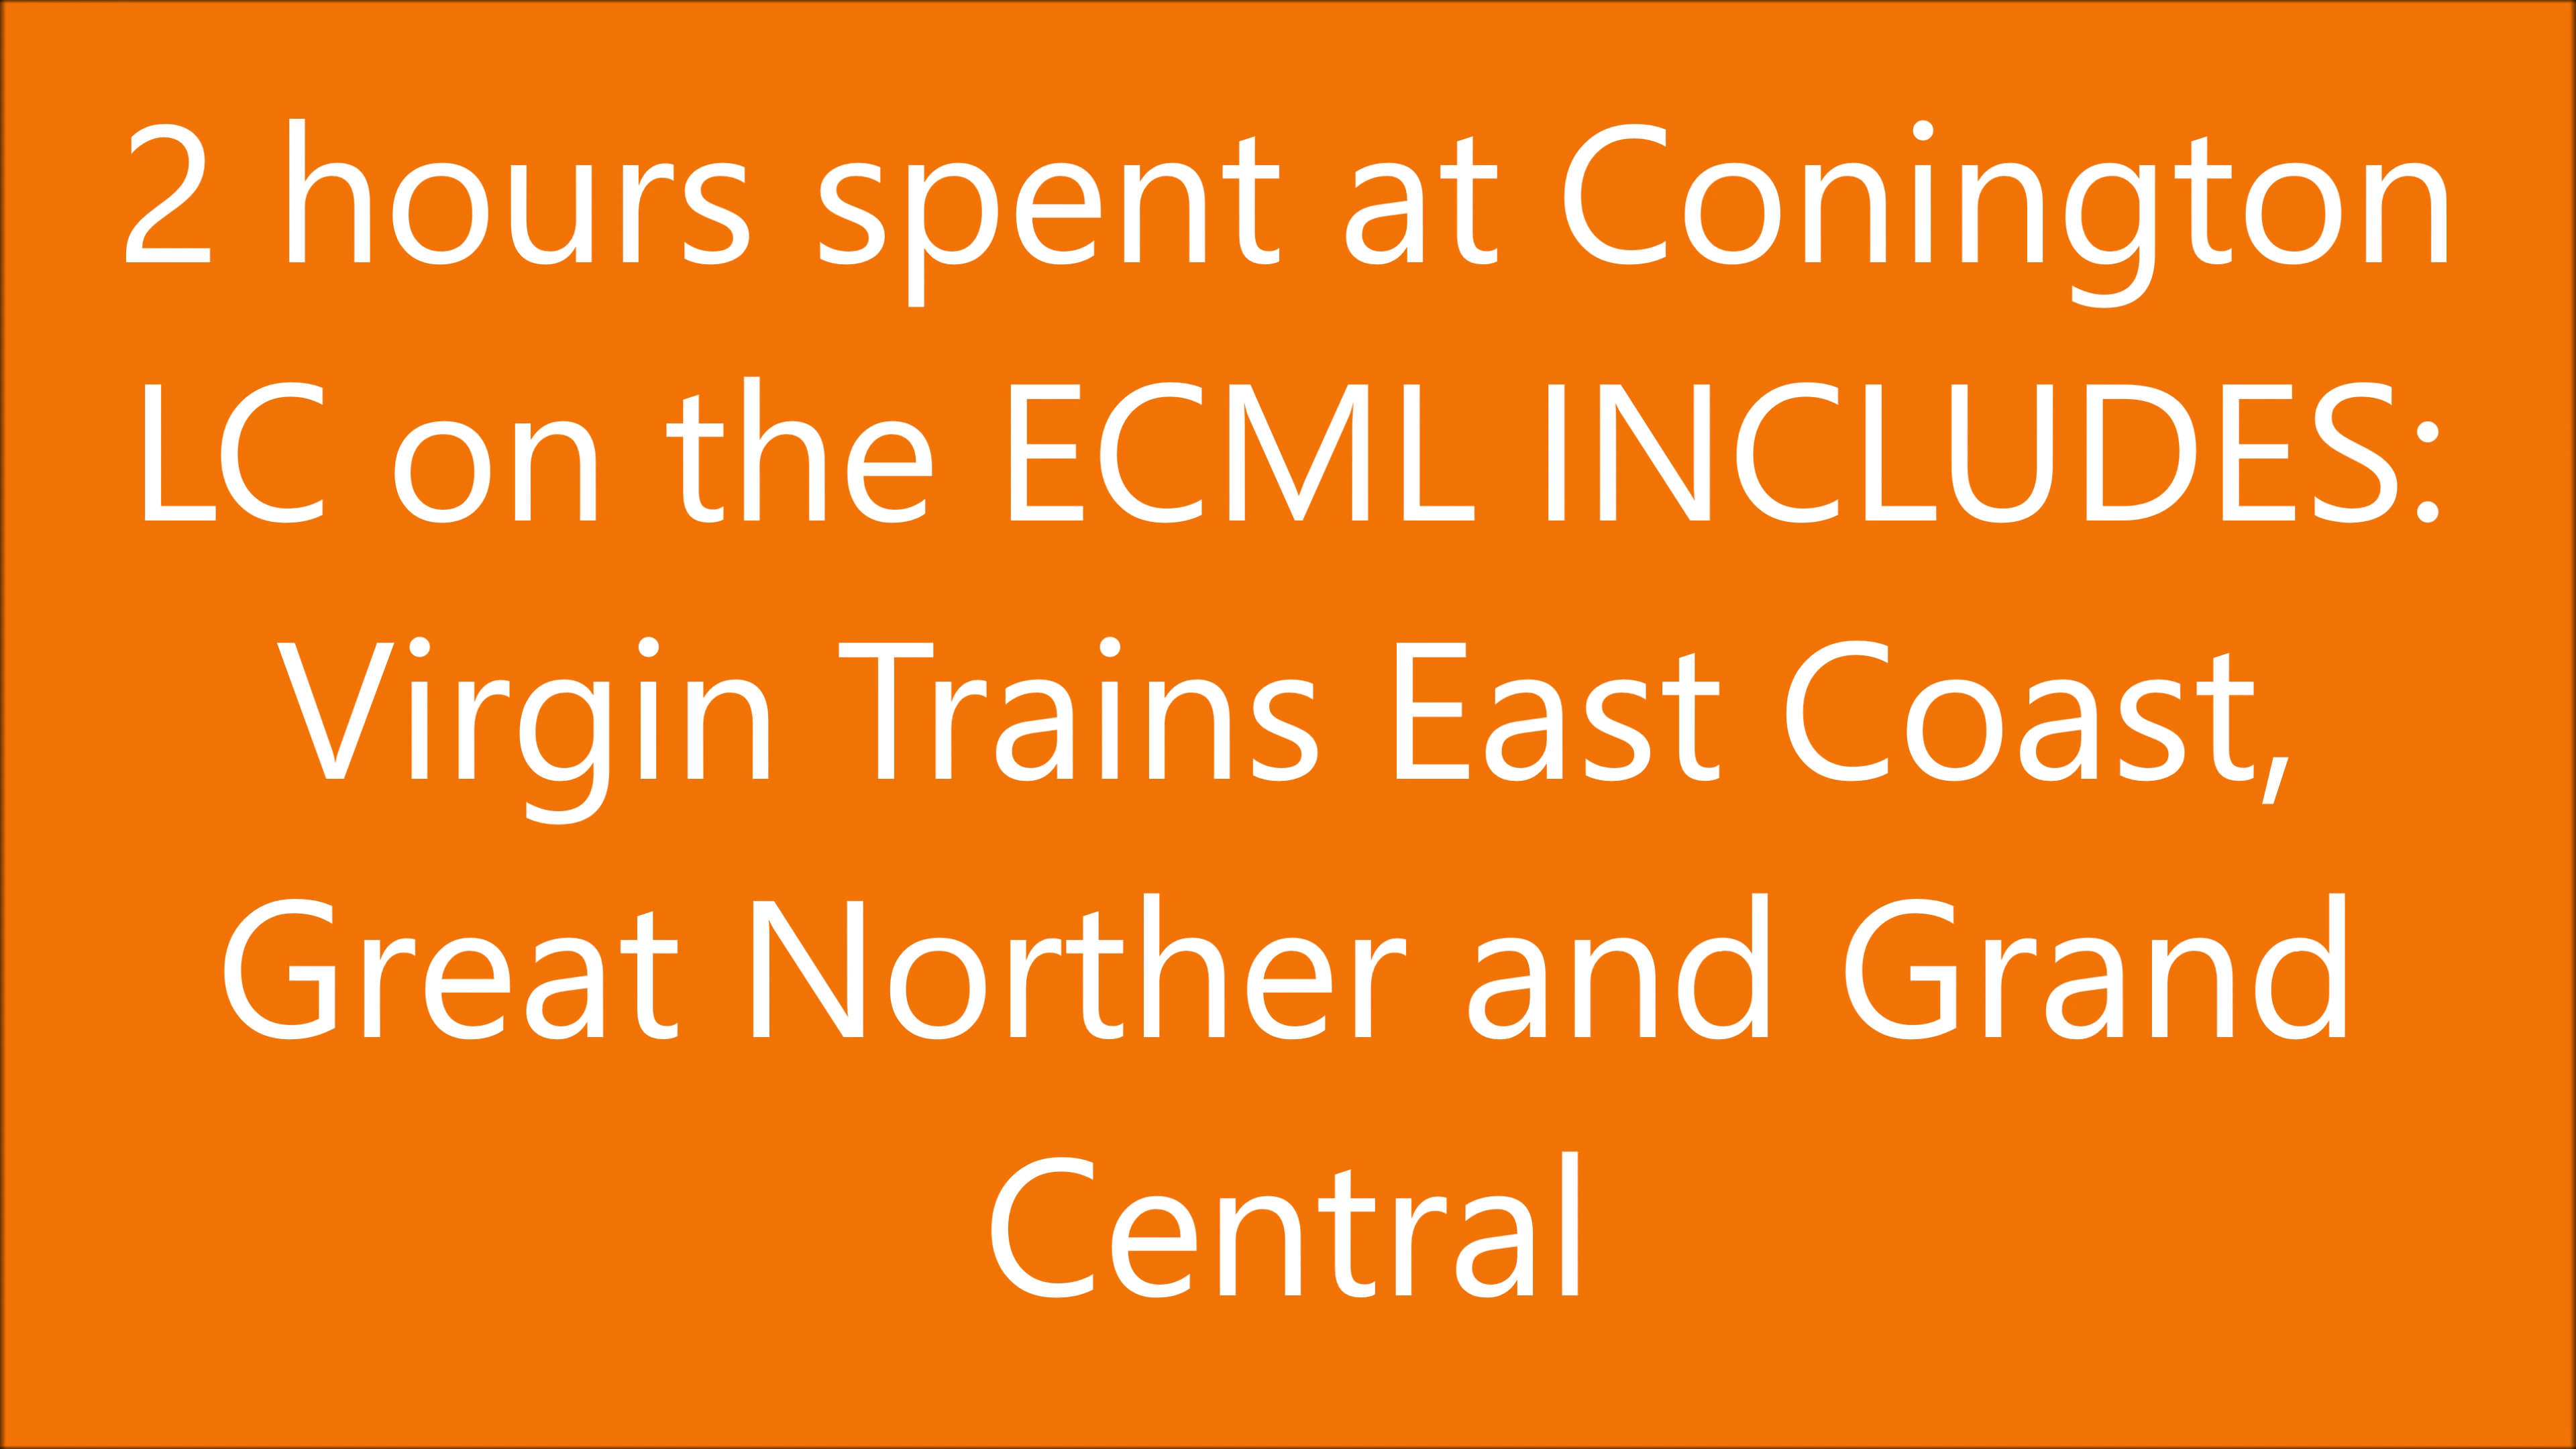 2 hours spent at Conington
LC on the ECML INCLUDES:
Virgin Trains East Coast,
Great Norther and Grand
Central